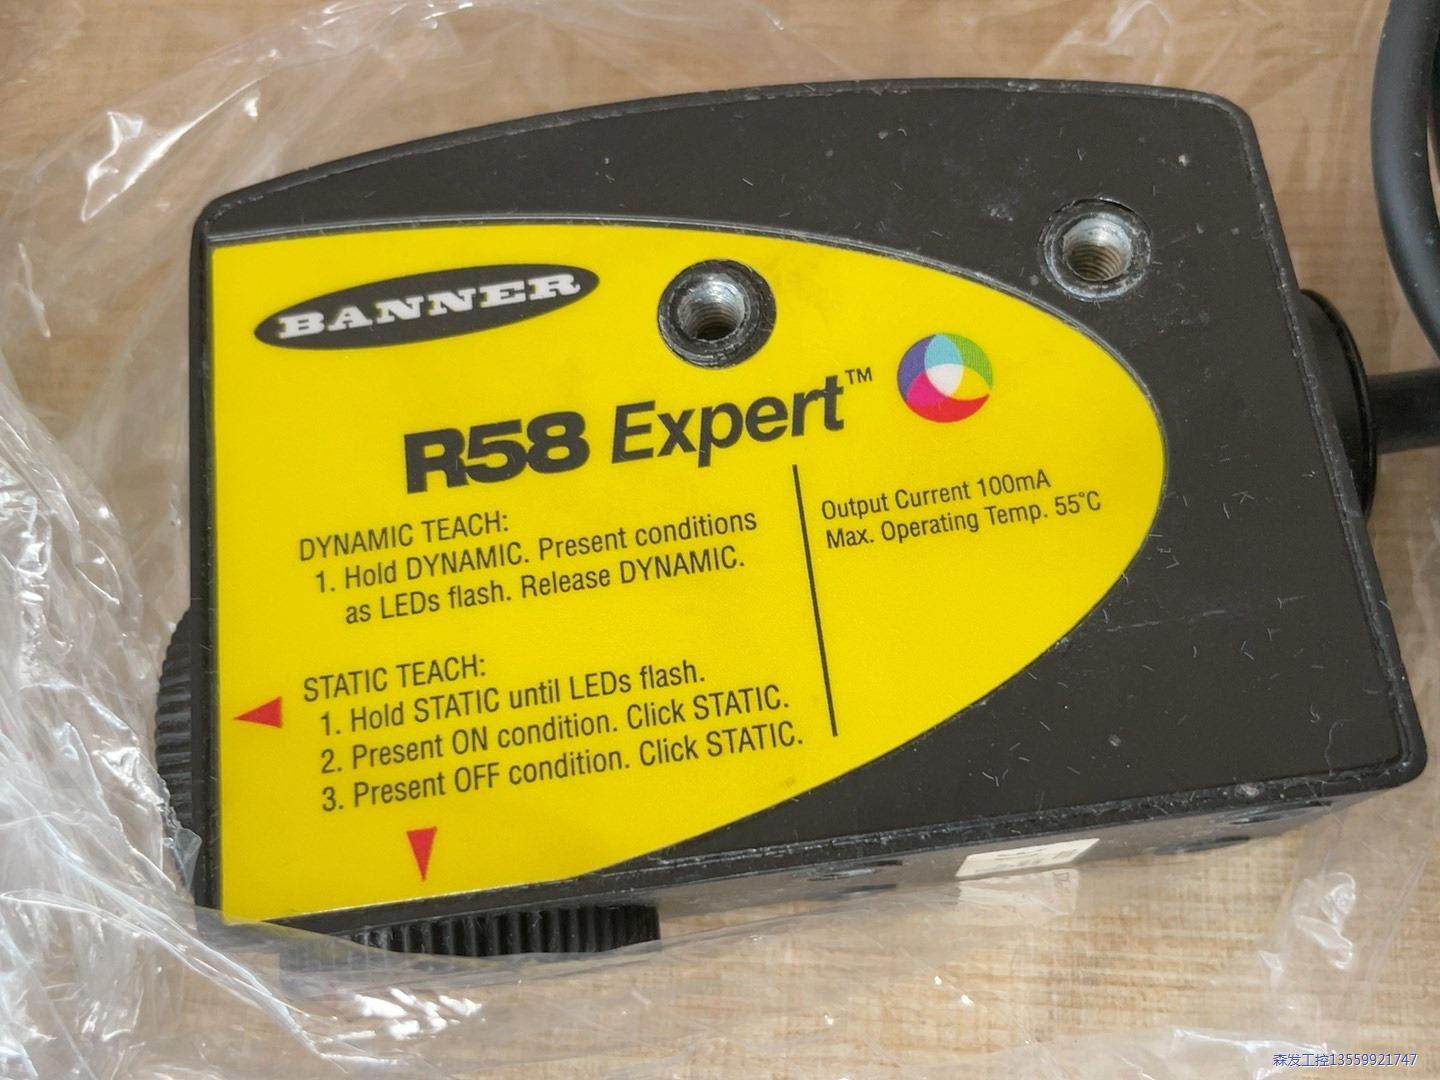 BANNER
R58 Expert™
DYNAMIC TEACH:
1. Hold DYNAMIC. Present conditions
as LEDs flash. Release DYNAMIC.
STATIC TEACH:
1. Hold STATIC until LEDs flash.
2. Present ON condition. Click STATIC.
3. Present OFF condition. Click STATIC.
Output Current 100mA
Max. Operating Temp. 55°C
森发工控13559921747